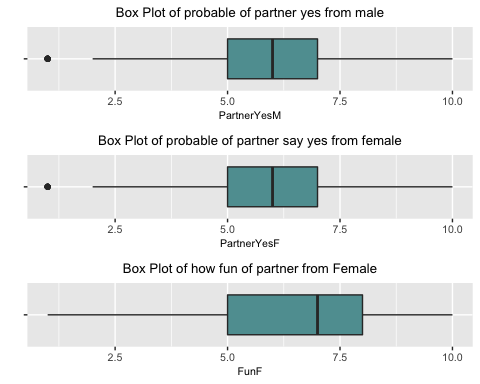 Box Plot of probable of partner yes from male
2.5 5.0 7.5 10.0
PartnerYesM
Box Plot of probable of partner say yes from female
2.5 5.0 7.5 10.0
PartnerYesF
Box Plot of how fun of partner from Female
2.5 5.0 7.5 10.0
FunF